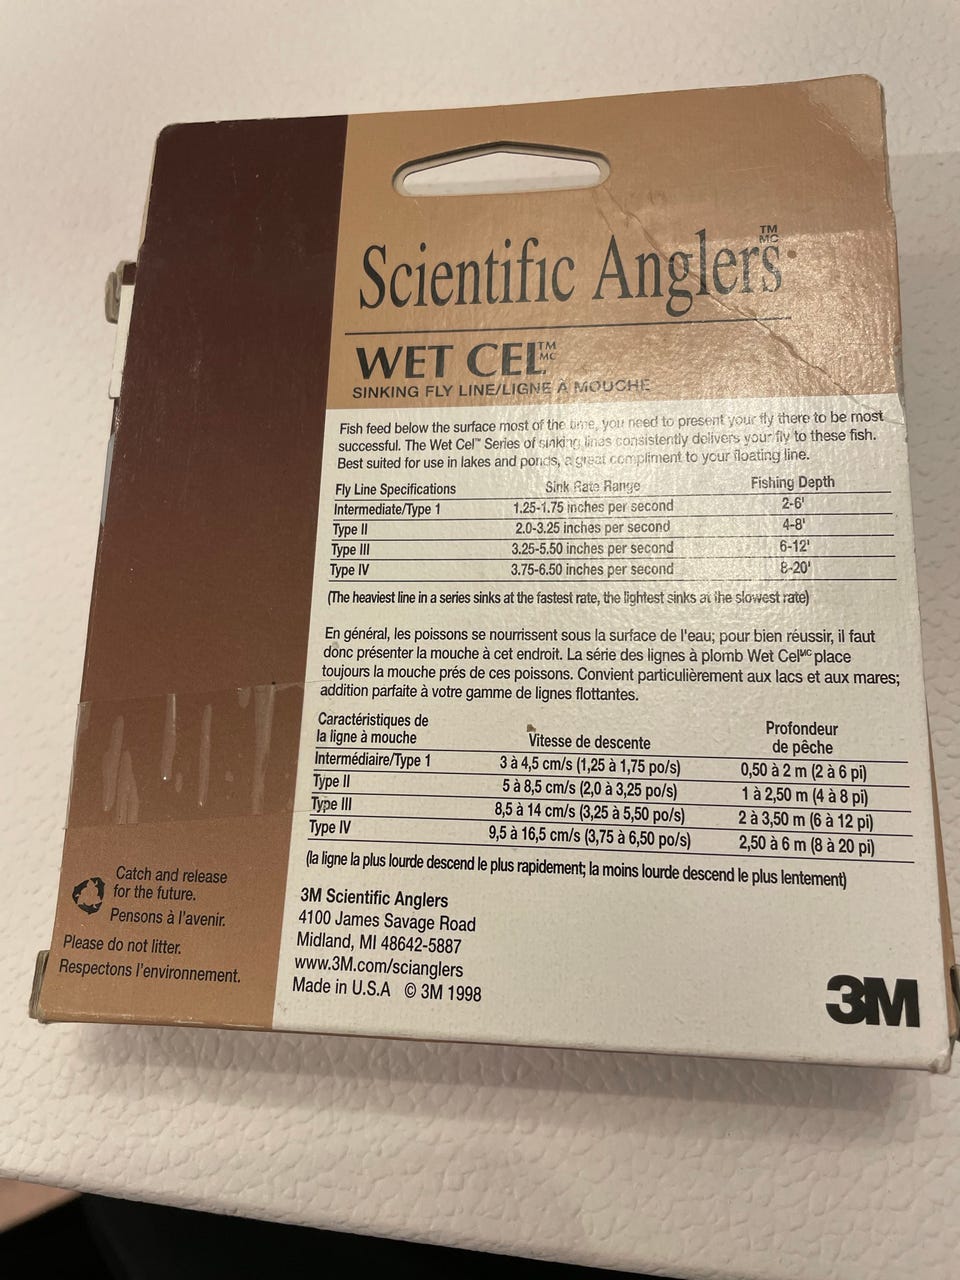 Scientific Anglers TM MC
WET CEL TM MC
SINKING FLY LINE/LIGNE À MOUCHE
Fish feed below the surface most of the time, you need to present your fly there to be most
successful. The Wet Cel™ Series of sinking lines consistently delivers your fly to these fish.
Best suited for use in lakes and ponds, a great compliment to your floating line.
Fly Line Specifications Sink Rate Range Fishing Depth
Intermediate/Type 1 1.25-1.75 inches per second 2-6'
Type II 2.0-3.25 inches per second 4-8'
Type III 3.25-5.50 inches per second 6-12'
Type IV 3.75-6.50 inches per second 8-20'
(The heaviest line in a series sinks at the fastest rate, the lightest sinks at the slowest rate)
En général, les poissons se nourrissent sous la surface de l'eau; pour bien réussir, il faut
donc présenter la mouche à cet endroit. La série des lignes à plomb Wet Cel MC place
toujours la mouche prés de ces poissons. Convient particulièrement aux lacs et aux mares;
addition parfaite à votre gamme de lignes flottantes.
Caractéristiques de
la ligne à mouche Vitesse de descente Profondeur
de pêche
Intermédiaire/Type 1 3 à 4,5 cm/s (1,25 à 1,75 po/s) 0,50 à 2 m (2 à 6 pi)
Type II 5 à 8,5 cm/s (2,0 à 3,25 po/s) 1 à 2,50 m (4 à 8 pi)
Type III 8,5 à 14 cm/s (3,25 à 5,50 po/s) 2 à 3,50 m (6 à 12 pi)
Type IV 9,5 à 16,5 cm/s (3,75 à 6,50 po/s) 2,50 à 6 m (8 à 20 pi)
(la ligne la plus lourde descend le plus rapidement; la moins lourde descend le plus lentement)
3M Scientific Anglers
4100 James Savage Road
Midland, MI 48642-5887
www.3M.com/scianglers
Made in U.S.A © 3M 1998
3M
Catch and release
for the future.
Pensons à l'avenir.
Please do not litter.
Respectons l'environnement.